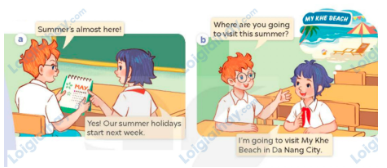 Summer's almost here!
a
MAY
Yes! Our summer holidays
start next week.
Where are you going
to visit this summer?
b
MY KHE BEACH
I'm going to visit My Khe
Beach in Da Nang City.